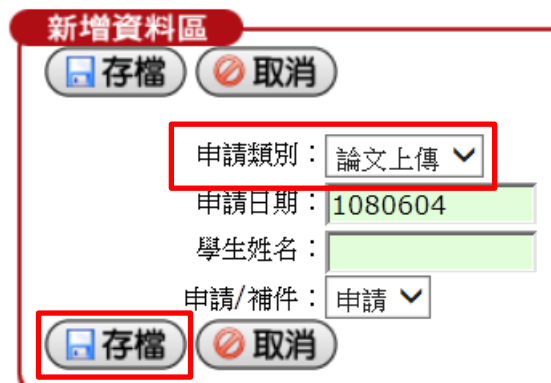 新增資料區
存檔 取消
申請類別： 論文上傳
申請日期： 1080604
學生姓名：
申請/補件： 申請
存檔 取消